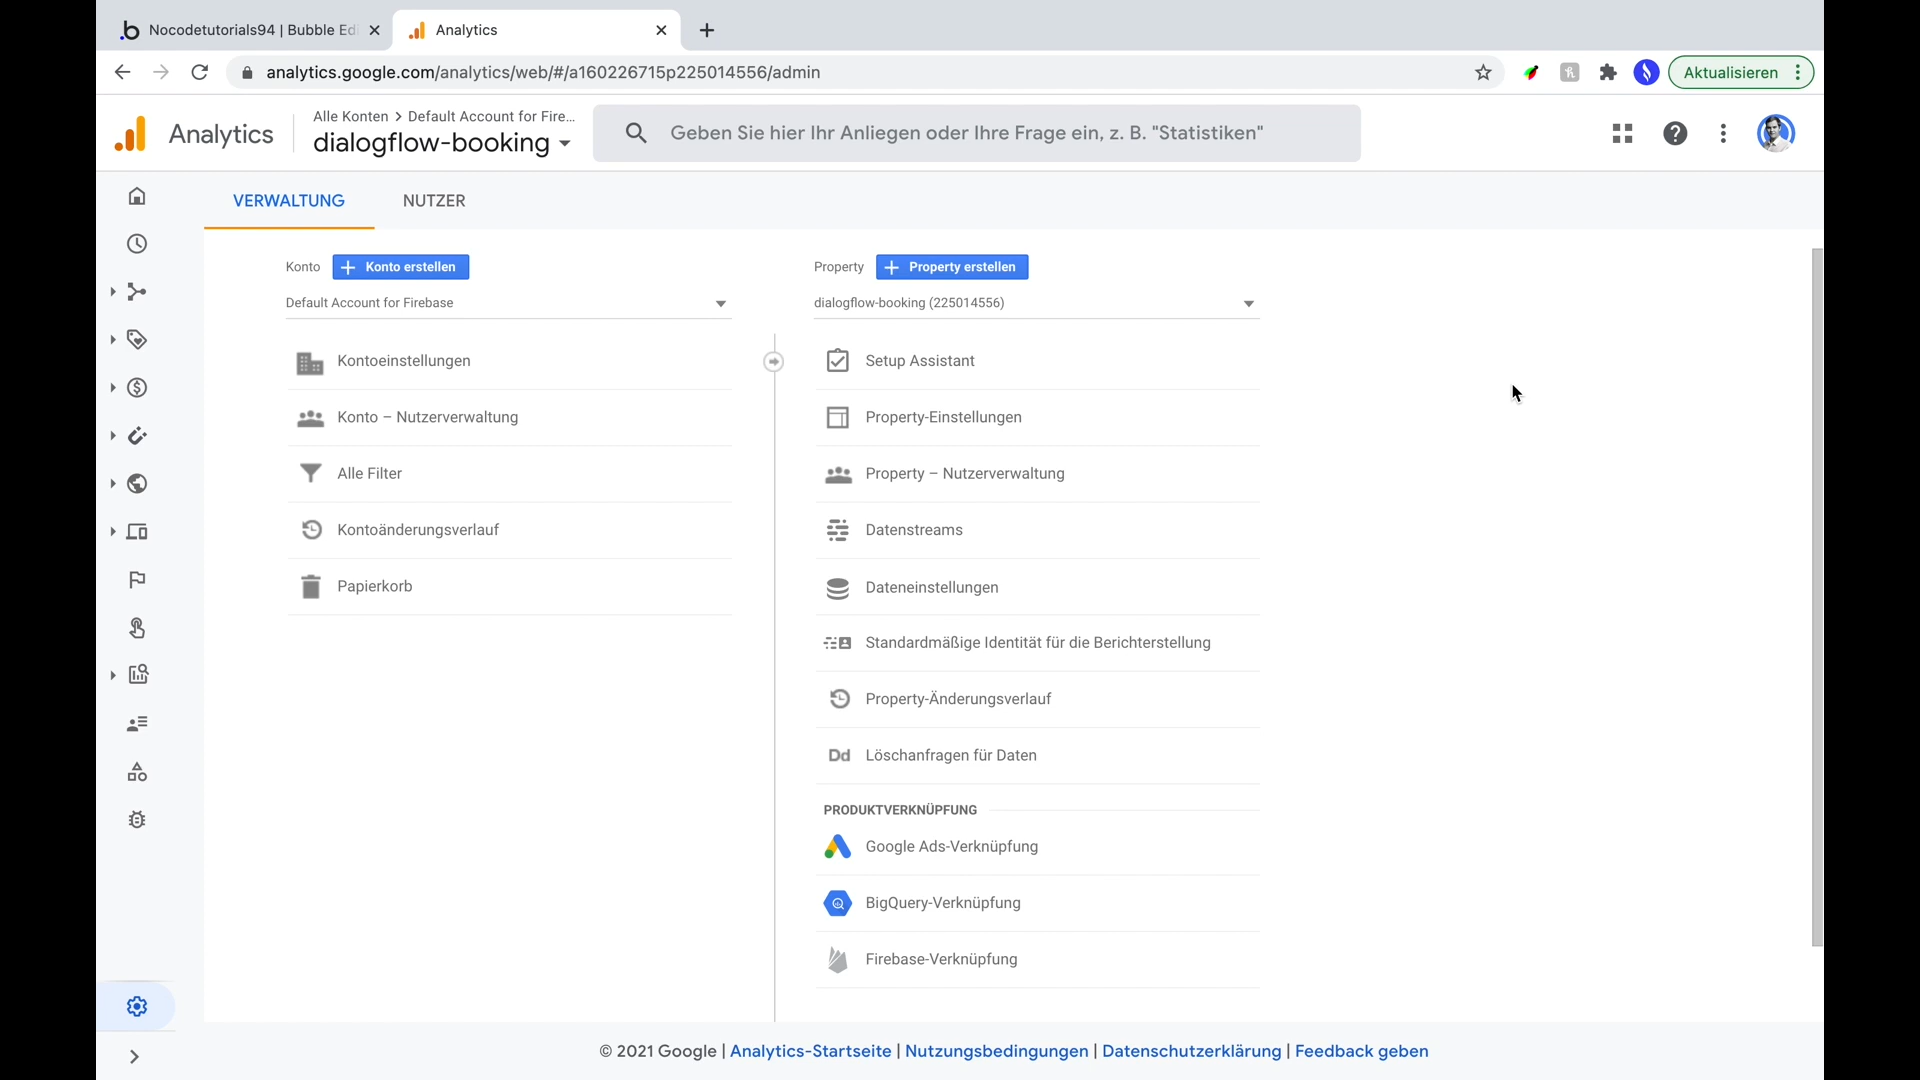 Nocodetutorials94 | Bubble Ed
Analytics
analytics.google.com/analytics/web/#/a160226715p225014556/admin
Aktualisieren
Analytics
Alle Konten > Default Account for Fire...
dialogflow-booking
Geben Sie hier Ihr Anliegen oder Ihre Frage ein, z. B. "Statistiken"
VERWALTUNG
NUTZER
Konto
+ Konto erstellen
Default Account for Firebase
Kontoeinstellungen
Konto – Nutzerverwaltung
Alle Filter
Kontoänderungsverlauf
Papierkorb
Property
+ Property erstellen
dialogflow-booking (225014556)
Setup Assistant
Property-Einstellungen
Property – Nutzerverwaltung
Datenstreams
Dateneinstellungen
Standardmäßige Identität für die Berichterstellung
Property-Änderungsverlauf
Dd Löschanfragen für Daten
PRODUKTVERKNÜPFUNG
Google Ads-Verknüpfung
BigQuery-Verknüpfung
Firebase-Verknüpfung
© 2021 Google | Analytics-Startseite | Nutzungsbedingungen | Datenschutzerklärung | Feedback geben